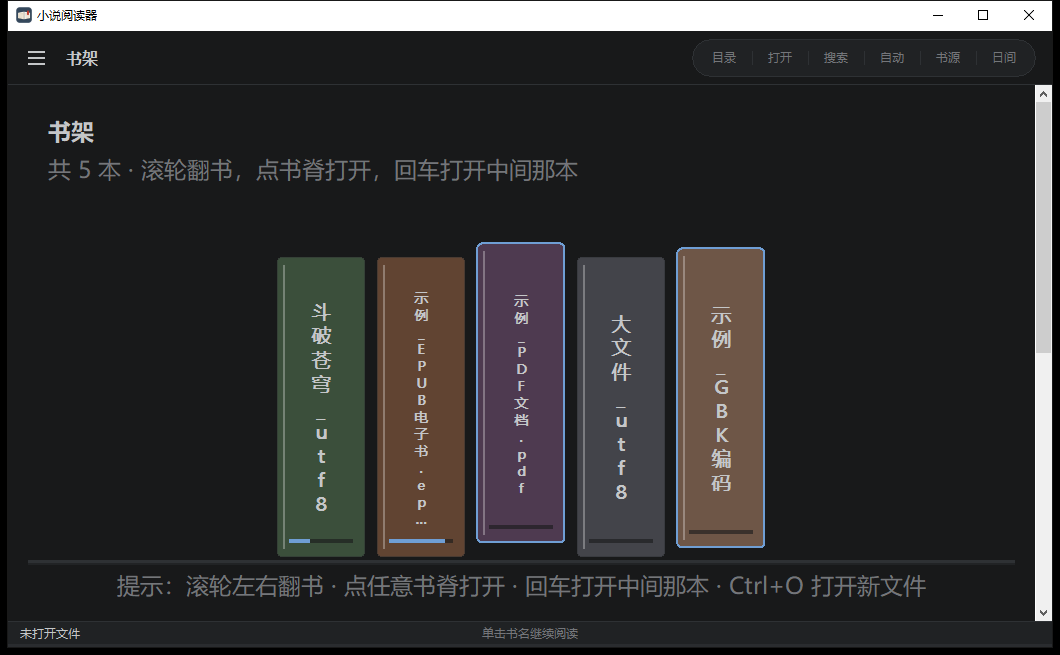 小说阅读器
书架
目录 打开 搜索 自动 书源 日间
书架
共 5 本 · 滚轮翻书，点书脊打开，回车打开中间那本
斗破苍穹_utf8
示例_EPUB电子书.ep…
示例_PDF文档.pdf
大文件_utf8
示例_GBK编码
提示：滚轮左右翻书 · 点任意书脊打开 · 回车打开中间那本 · Ctrl+O 打开新文件
未打开文件
单击书名继续阅读